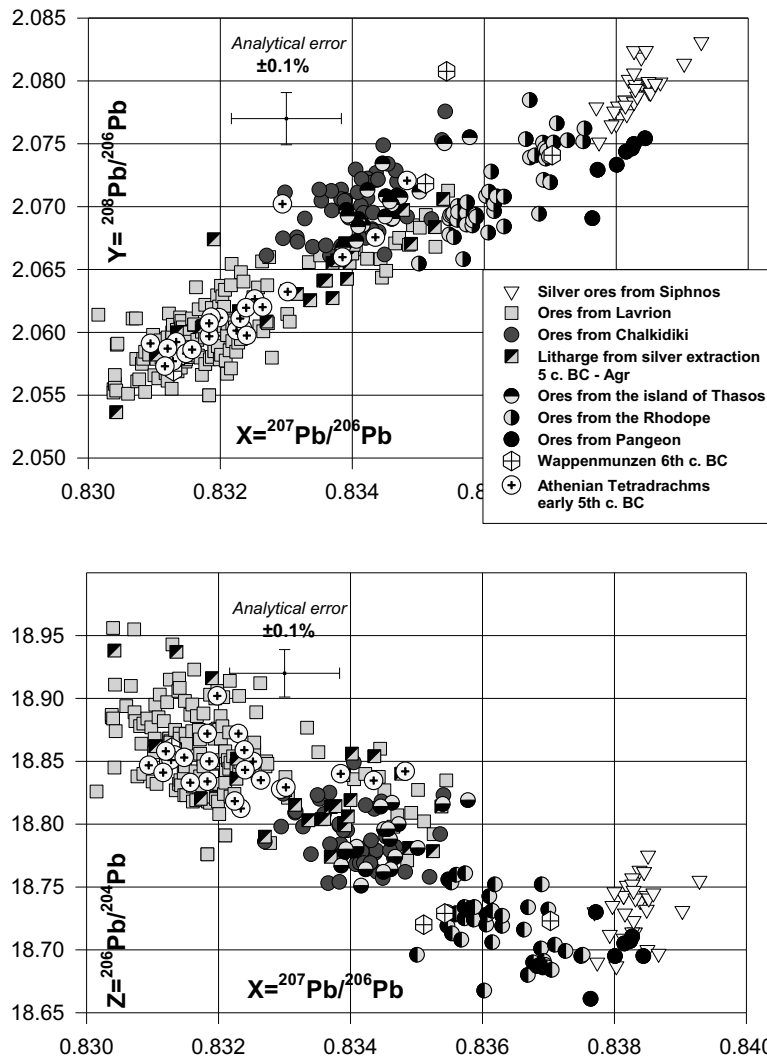 2.085
2.080
2.075
2.070
2.065
2.060
2.055
2.050
Y= ²⁰⁸Pb/²⁰⁶Pb
Analytical error
±0.1%
X=²⁰⁷Pb/²⁰⁶Pb
0.830
0.832
0.834
0.8
Silver ores from Siphnos
Ores from Lavrion
Ores from Chalkidiki
Litharge from silver extraction
5 c. BC - Agr
Ores from the island of Thasos
Ores from the Rhodope
Ores from Pangeon
Wappenmunzen 6th c. BC
Athenian Tetradrachms
early 5th c. BC
18.95
18.90
18.85
18.80
18.75
18.70
18.65
Z=²⁰⁶Pb/²⁰⁴Pb
Analytical error
±0.1%
X=²⁰⁷Pb/²⁰⁶Pb
0.830
0.832
0.834
0.836
0.838
0.840